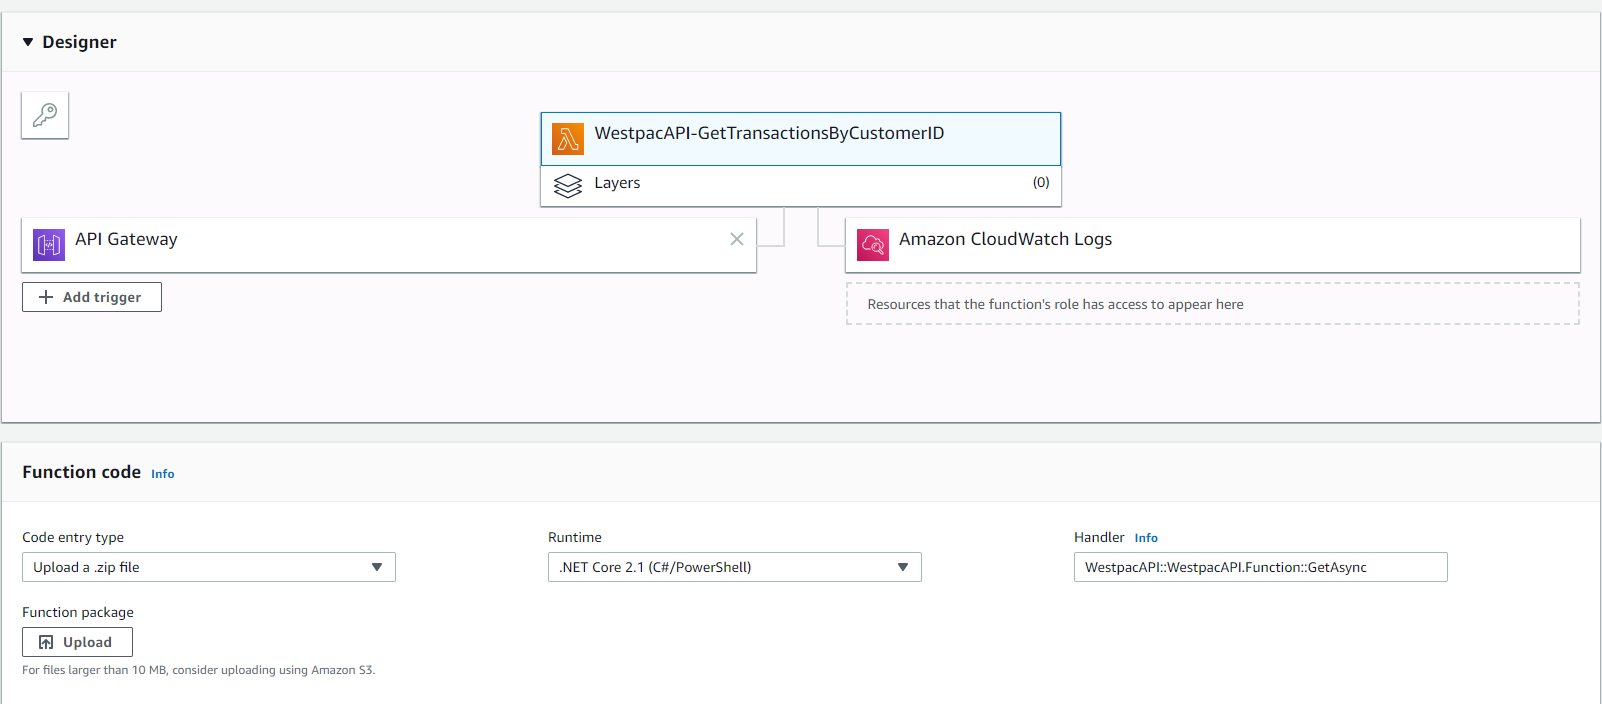 Designer
WestpacAPI-GetTransactionsByCustomerID
Layers (0)
API Gateway
Amazon CloudWatch Logs
Add trigger
Resources that the function's role has access to appear here
Function code Info
Code entry type
Runtime
Handler Info
Upload a .zip file
.NET Core 2.1 (C#/PowerShell)
WestpacAPI::WestpacAPI.Function::GetAsync
Function package
Upload
For files larger than 10 MB, consider uploading using Amazon S3.